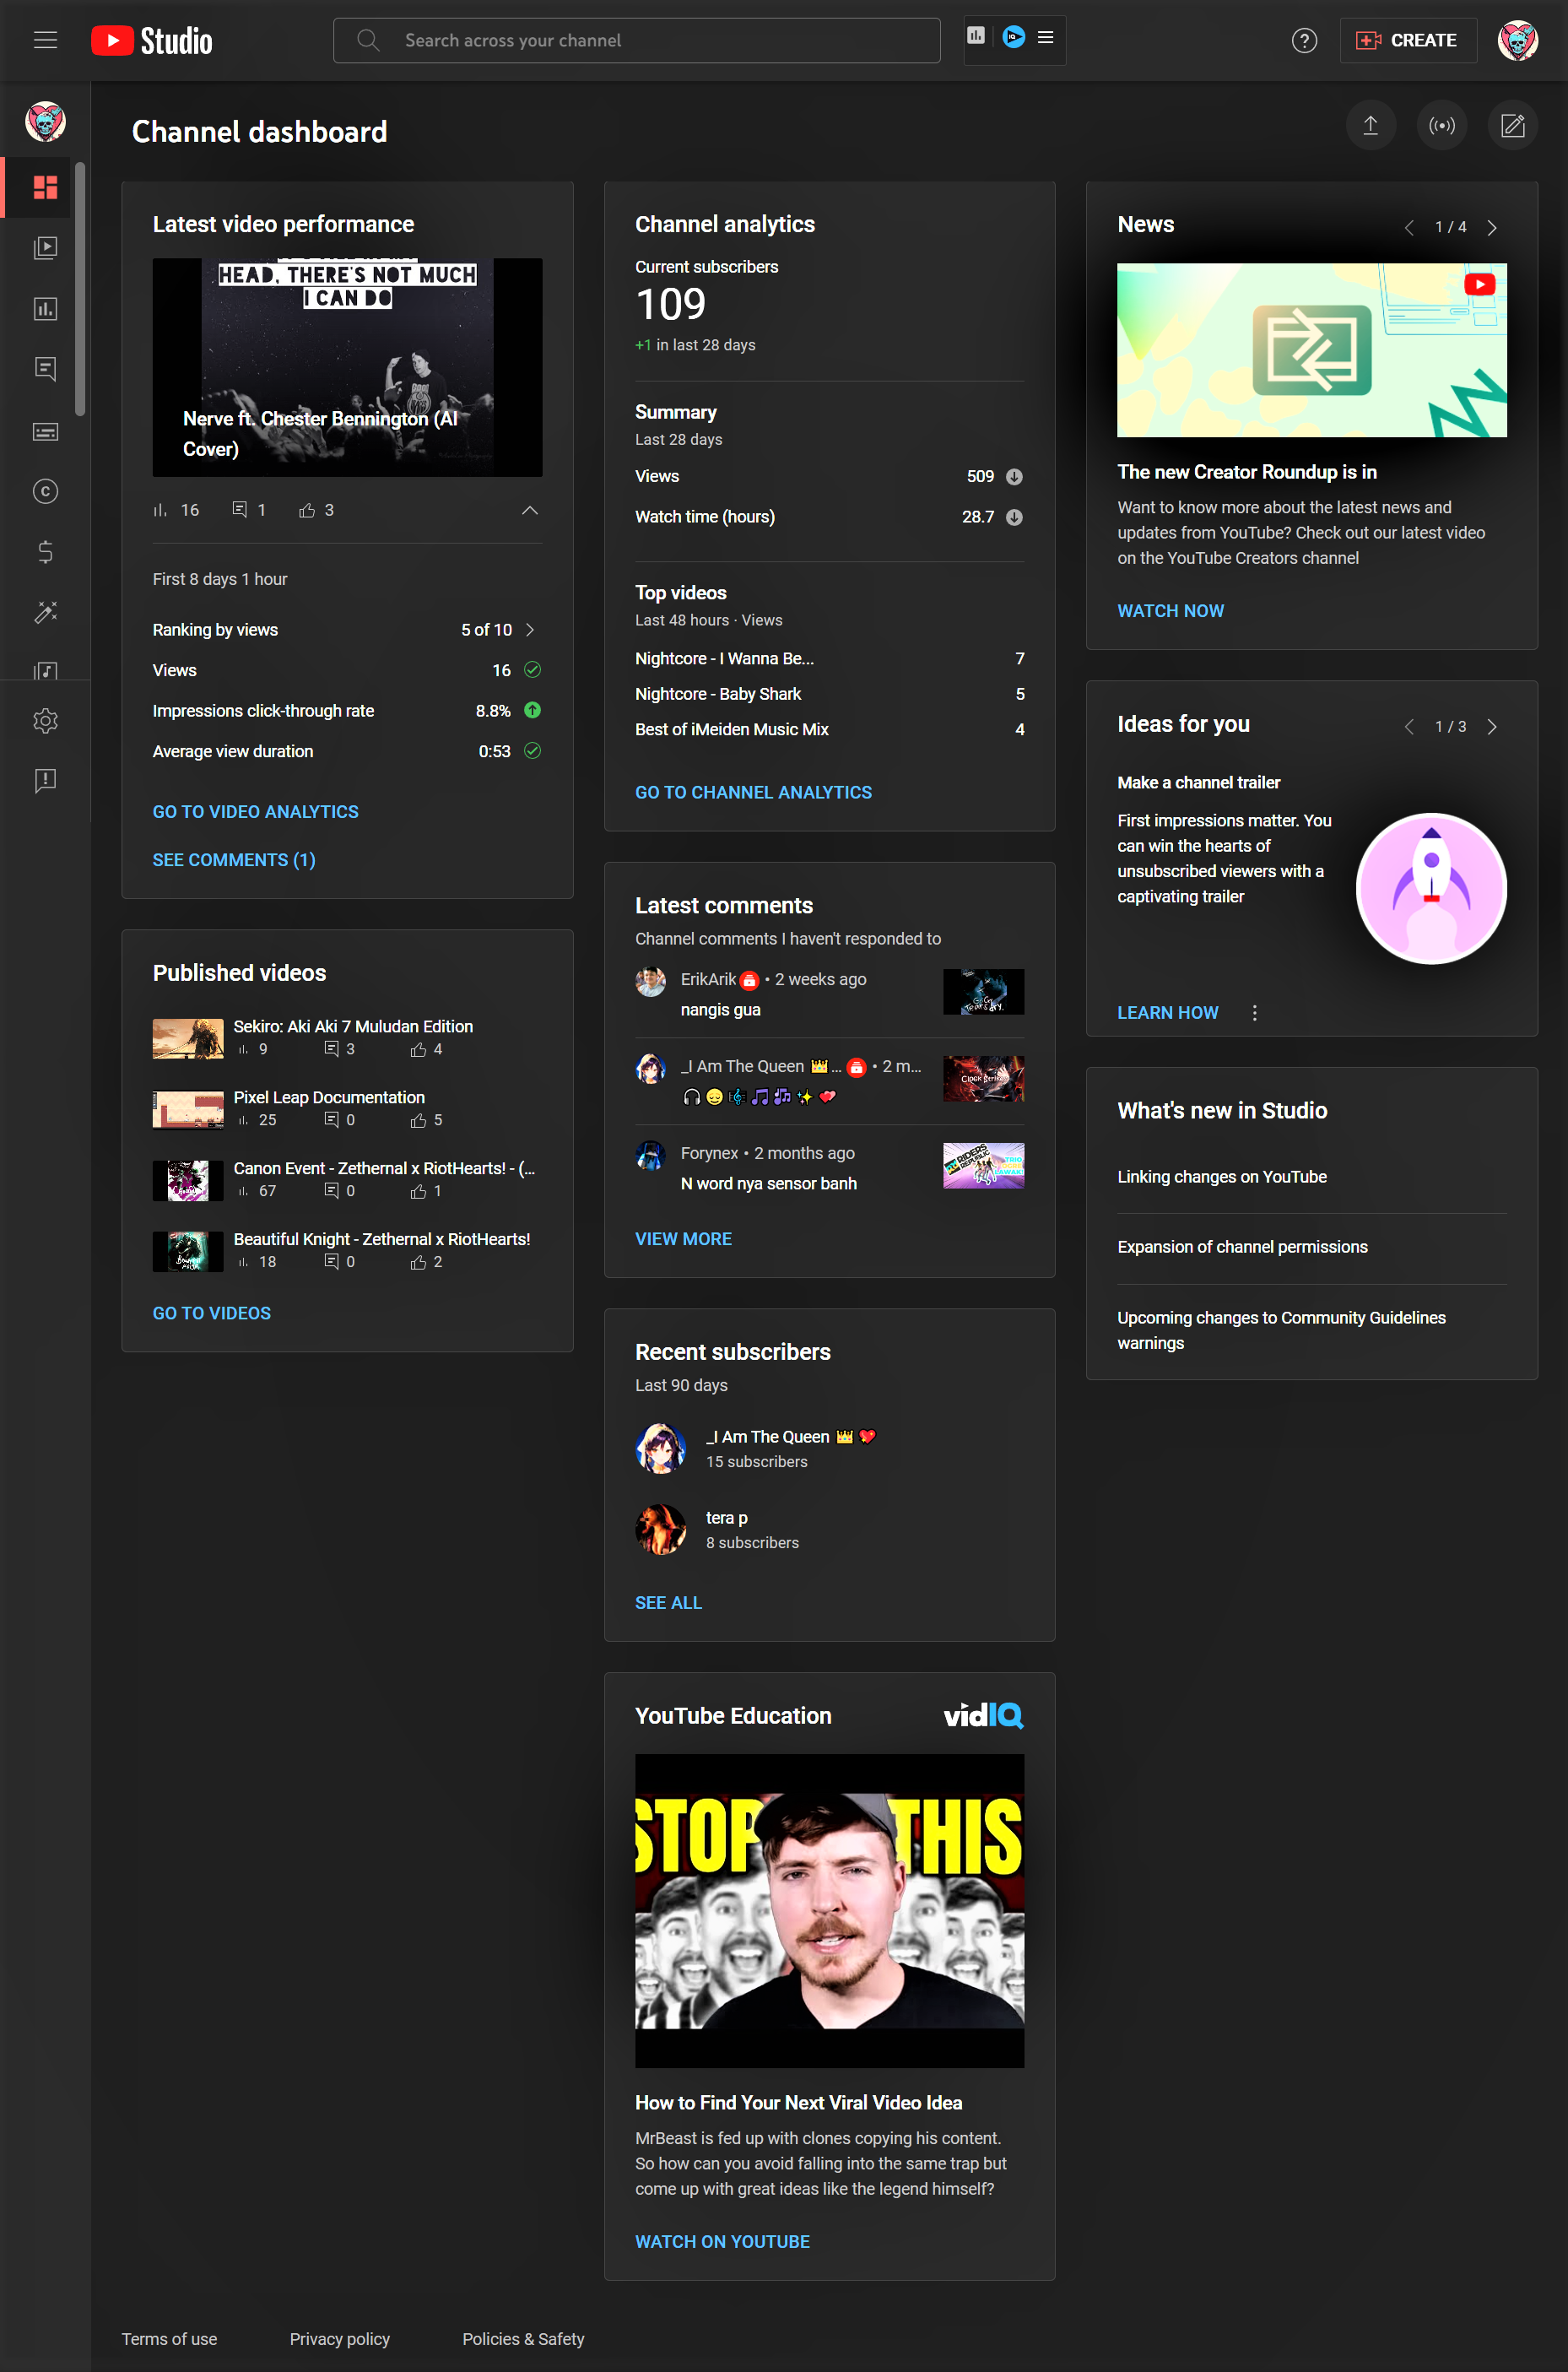 Studio
Search across your channel
CREATE
Channel dashboard
Latest video performance
HEAD, THERE'S NOT MUCH
I CAN DO
Nerve ft. Chester Bennington (AI
Cover)
16 1 3
First 8 days 1 hour
Ranking by views 5 of 10
Views 16
Impressions click-through rate 8.8%
Average view duration 0:53
GO TO VIDEO ANALYTICS
SEE COMMENTS (1)
Published videos
Sekiro: Aki Aki 7 Muludan Edition
9 3 4
Pixel Leap Documentation
25 0 5
Canon Event - Zethernal x RiotHearts! - (...
67 0 1
Beautiful Knight - Zethernal x RiotHearts!
18 0 2
GO TO VIDEOS
Channel analytics
Current subscribers
109
+1 in last 28 days
Summary
Last 28 days
Views 509
Watch time (hours) 28.7
Top videos
Last 48 hours · Views
Nightcore - I Wanna Be... 7
Nightcore - Baby Shark 5
Best of iMeiden Music Mix 4
GO TO CHANNEL ANALYTICS
Latest comments
Channel comments I haven't responded to
ErikArik • 2 weeks ago
nangis gua
_I Am The Queen 👑 ... • 2 m...
🎧😌🎼🎵🎶✨💕
Forynex • 2 months ago
N word nya sensor banh
RIDERS
REPUBLIC
VIEW MORE
Recent subscribers
Last 90 days
_I Am The Queen 👑 💖
15 subscribers
tera p
8 subscribers
SEE ALL
YouTube Education
vidIQ
STOP THIS
How to Find Your Next Viral Video Idea
MrBeast is fed up with clones copying his content.
So how can you avoid falling into the same trap but
come up with great ideas like the legend himself?
WATCH ON YOUTUBE
News
1 / 4
The new Creator Roundup is in
Want to know more about the latest news and
updates from YouTube? Check out our latest video
on the YouTube Creators channel
WATCH NOW
Ideas for you
1 / 3
Make a channel trailer
First impressions matter. You
can win the hearts of
unsubscribed viewers with a
captivating trailer
LEARN HOW
What's new in Studio
Linking changes on YouTube
Expansion of channel permissions
Upcoming changes to Community Guidelines
warnings
Terms of use
Privacy policy
Policies & Safety